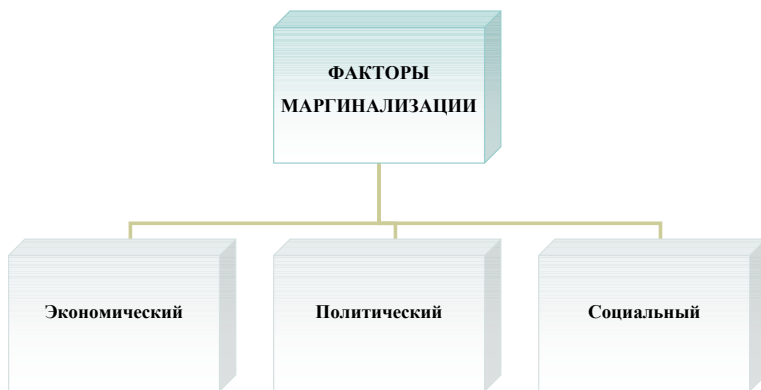 ФАКТОРЫ
МАРГИНАЛИЗАЦИИ
Экономический
Политический
Социальный